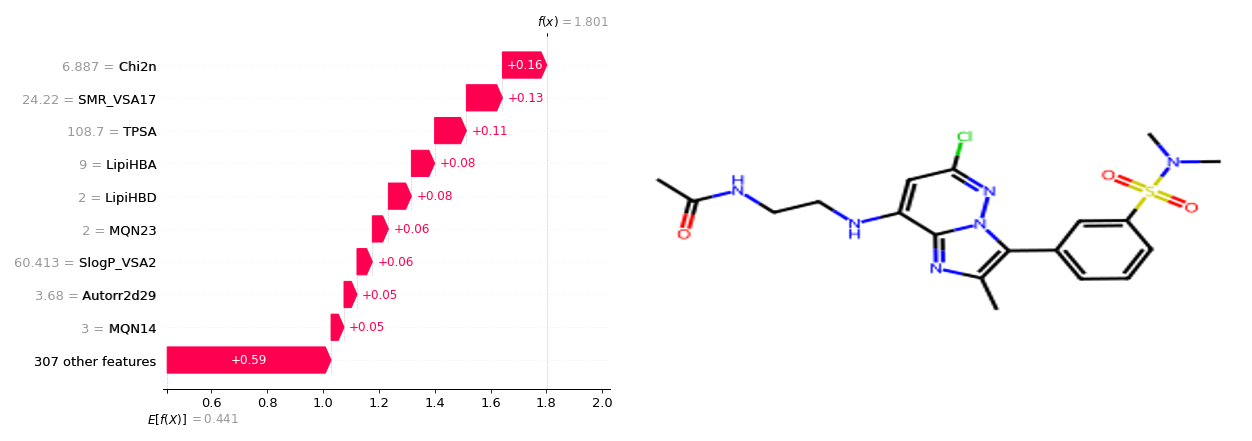 f(x) = 1.801
6.887 = Chi2n
+0.16
24.22 = SMR_VSA17
+0.13
108.7 = TPSA
+0.11
9 = LipiHBA
+0.08
2 = LipiHBD
+0.08
2 = MQN23
+0.06
60.413 = SlogP_VSA2
+0.06
3.68 = Autorr2d29
+0.05
3 = MQN14
+0.05
307 other features
+0.59
0.6 0.8 1.0 1.2 1.4 1.6 1.8 2.0
E[f(X)] = 0.441
Cl
N
O
S
O
H
N
N
O
N
H
N
N
O
N